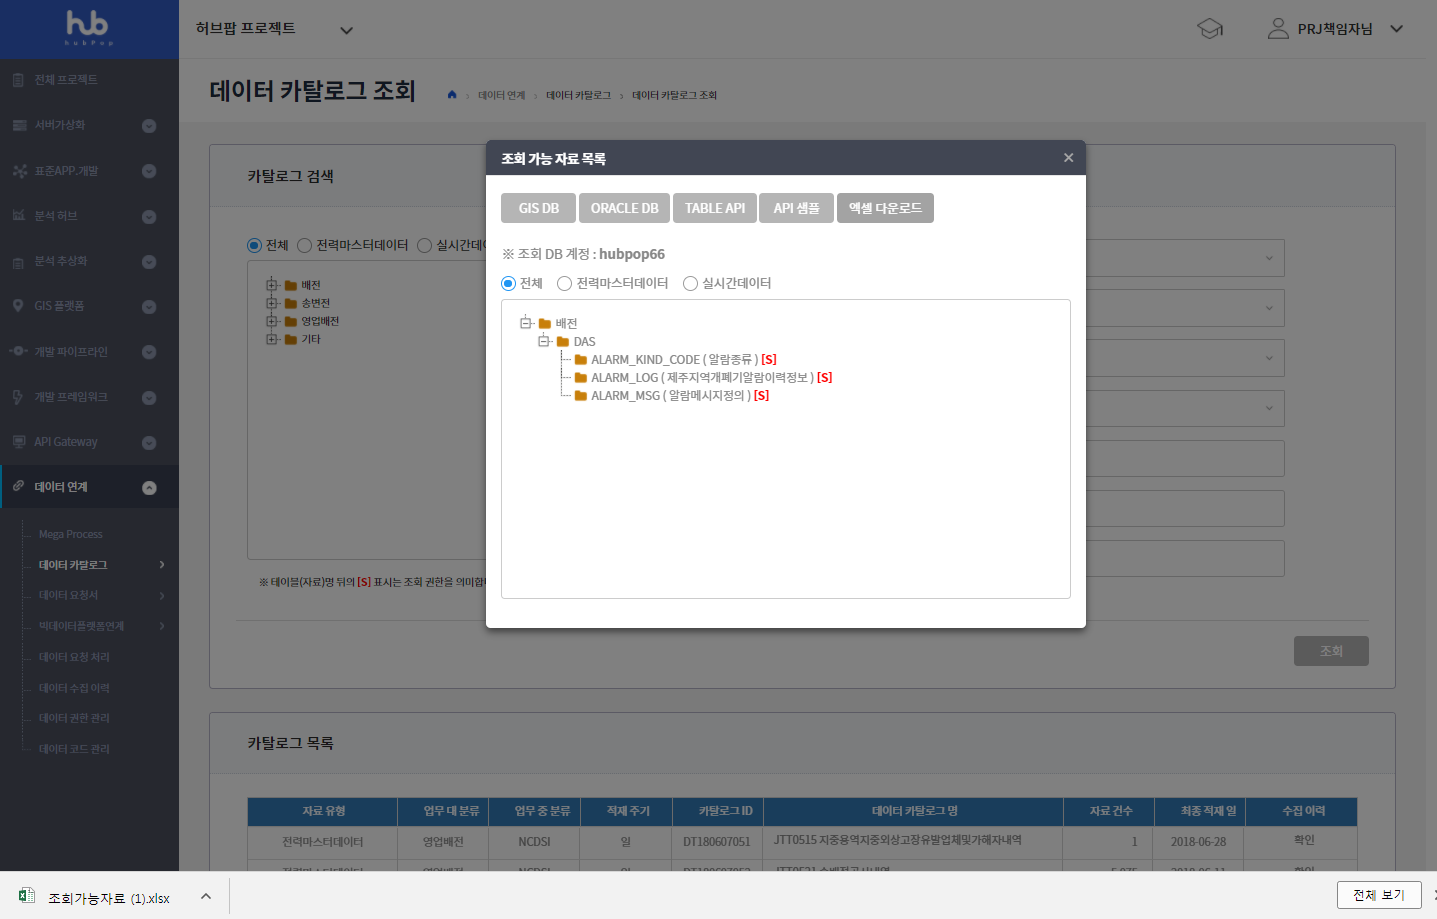 hub
hubPop
허브팝 프로젝트
PRJ책임자님
전체 프로젝트
서버가상화
표준APP.개발
분석 허브
분석 추상화
GIS 플랫폼
개발 파이프라인
개발 프레임워크
API Gateway
데이터 연계
Mega Process
데이터 카탈로그
데이터 요청서
빅데이터플랫폼연계
데이터 요청 처리
데이터 수집 이력
데이터 권한 관리
데이터 코드 관리
데이터 카탈로그 조회
데이터 연계 › 데이터 카탈로그 › 데이터 카탈로그 조회
카탈로그 검색
전체 전력마스터데이터 실시간데이
배전
송변전
영업배전
기타
※ 테이블(자료)명 뒤의 [S] 표시는 조회 권한을 의미합
조회
조회 가능 자료 목록
GIS DB ORACLE DB TABLE API API 샘플 엑셀 다운로드
※ 조회 DB 계정 : hubpop66
전체 전력마스터데이터 실시간데이터
배전
DAS
ALARM_KIND_CODE ( 알람종류 ) [S]
ALARM_LOG ( 제주지역개폐기알람이력정보 ) [S]
ALARM_MSG ( 알람메시지정의 ) [S]
카탈로그 목록
자료 유형 업무 대 분류 업무 중 분류 적재 주기 카탈로그 ID 데이터 카탈로그 명 자료 건수 최종 적재 일 수집 이력
전력마스터데이터 영업배전 NCDSI 일 DT180607051 JTT0515 지중용역지중외상고장유발업체및가해자내역 1 2018-06-28 확인
조회가능자료 (1).xlsx
전체 보기